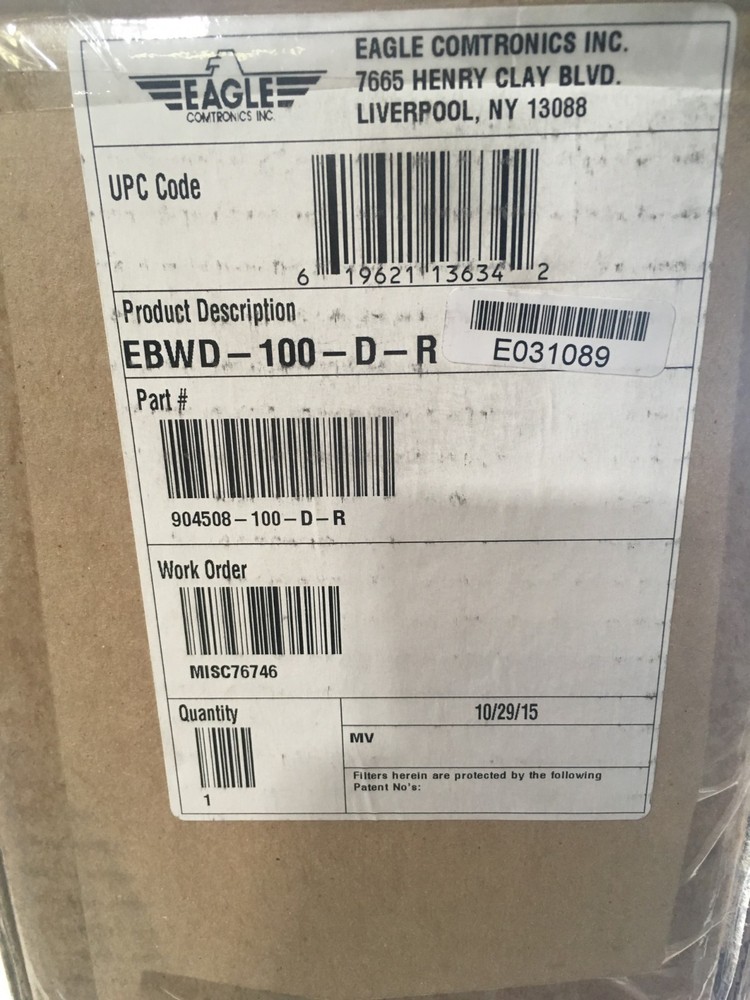 EAGLE
COMTRONICS INC.
EAGLE COMTRONICS INC.
7665 HENRY CLAY BLVD.
LIVERPOOL, NY 13088
UPC Code
6 19621 13634 2
Product Description
EBWD-100-D-R
E031089
Part #
904508-100-D-R
Work Order
MISC76746
Quantity
1
10/29/15
MV
Filters herein are protected by the following
Patent No's: